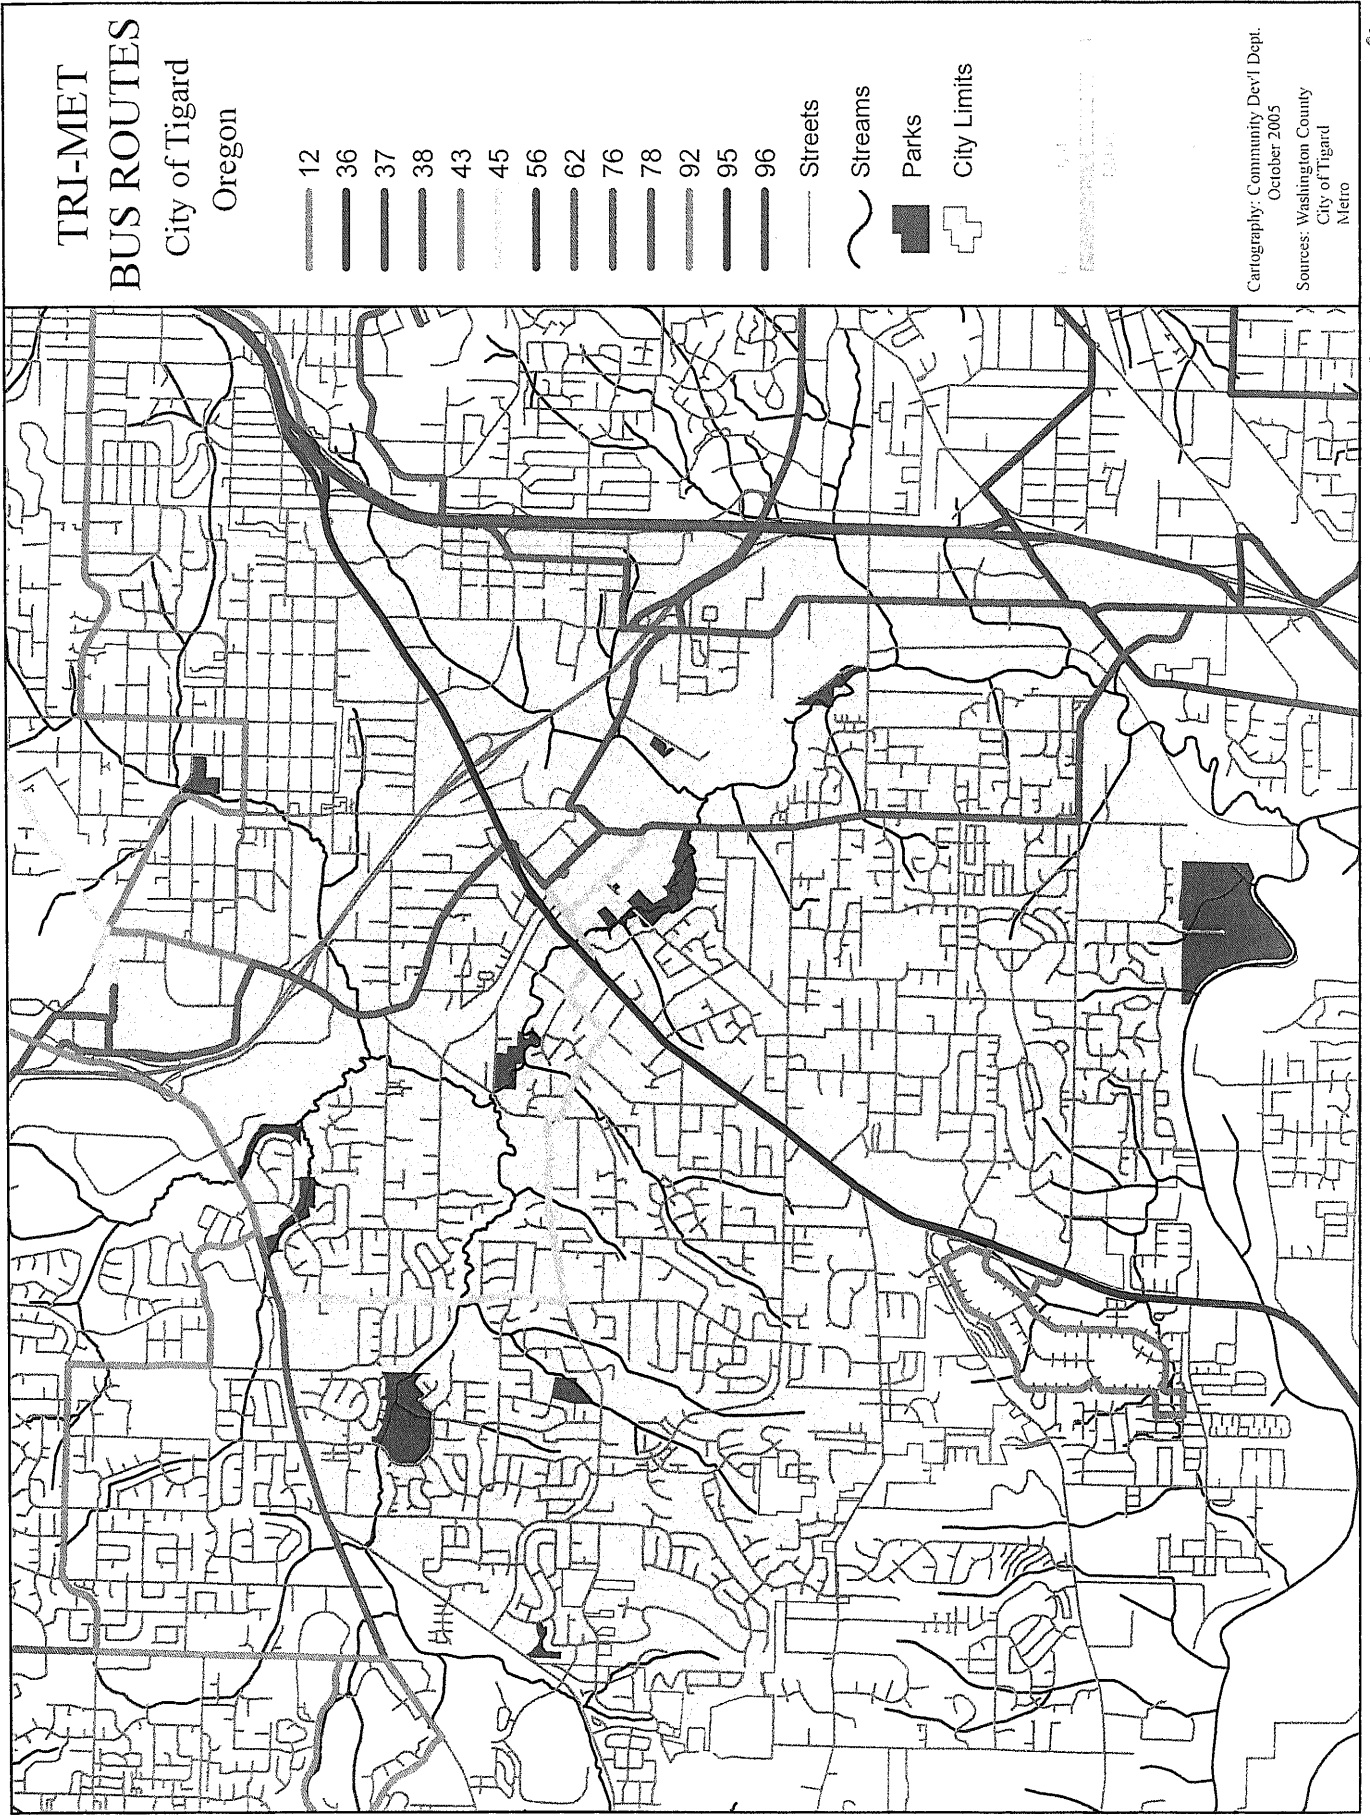 TRI-MET
BUS ROUTES
City of Tigard
Oregon
12
36
37
38
43
45
56
62
76
78
92
95
96
Streets
Streams
Parks
City Limits
Cartography: Community Dev'l Dept.
October 2005
Sources: Washington County
City of Tigard
Metro